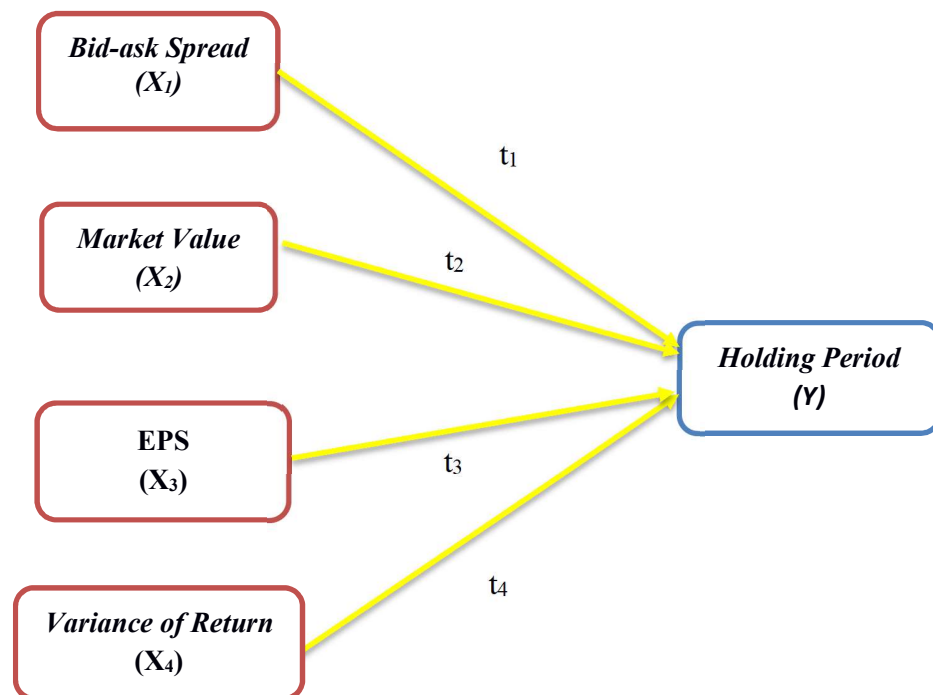 Bid-ask Spread
(X₁)
t₁
Market Value
(X₂)
t₂
Holding Period
(Y)
EPS
(X₃)
t₃
t₄
Variance of Return
(X₄)